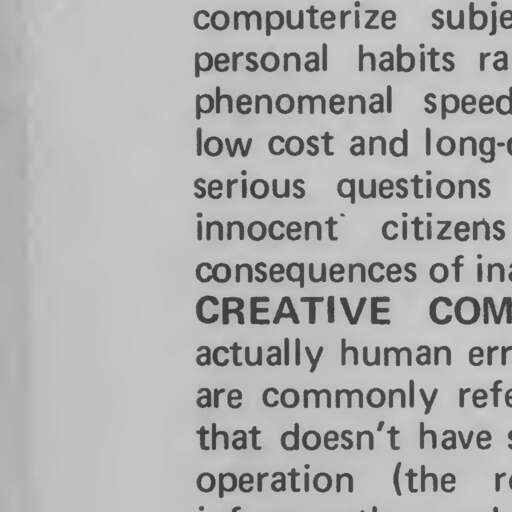 computerize subje
personal habits ra
phenomenal speed
low cost and long-
serious questions
innocent citizens
consequences of ina
CREATIVE COM
actually human err
are commonly refe
that doesn't have s
operation (the r